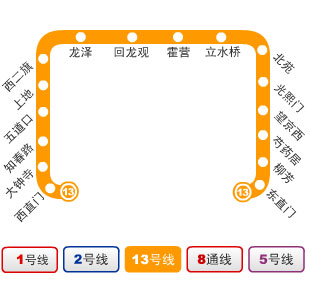 龙泽
回龙观
霍营
立水桥
西二旗
上地
五道口
知春路
大钟寺
西直门
13
北苑
光熙门
望京西
芍药居
柳芳
东直门
13
1号线
2号线
13号线
8通线
5号线